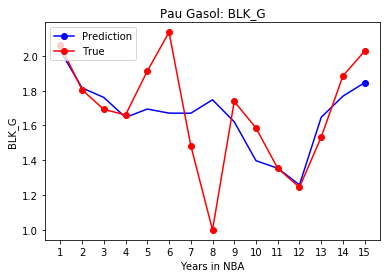 Pau Gasol: BLK_G
Prediction
True
2.0
1.8
1.6
1.4
1.2
1.0
BLK_G
1 2 3 4 5 6 7 8 9 10 11 12 13 14 15
Years in NBA